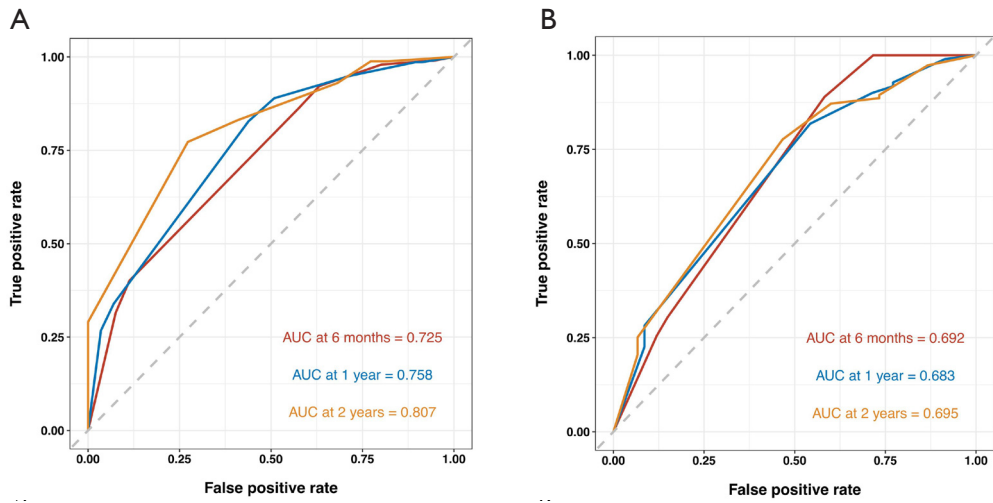 A
B
1.00
0.75
0.50
0.25
0.00
True positive rate
AUC at 6 months = 0.725
AUC at 1 year = 0.758
AUC at 2 years = 0.807
0.00 0.25 0.50 0.75 1.00
False positive rate
1.00
0.75
0.50
0.25
0.00
True positive rate
AUC at 6 months = 0.692
AUC at 1 year = 0.683
AUC at 2 years = 0.695
0.00 0.25 0.50 0.75 1.00
False positive rate